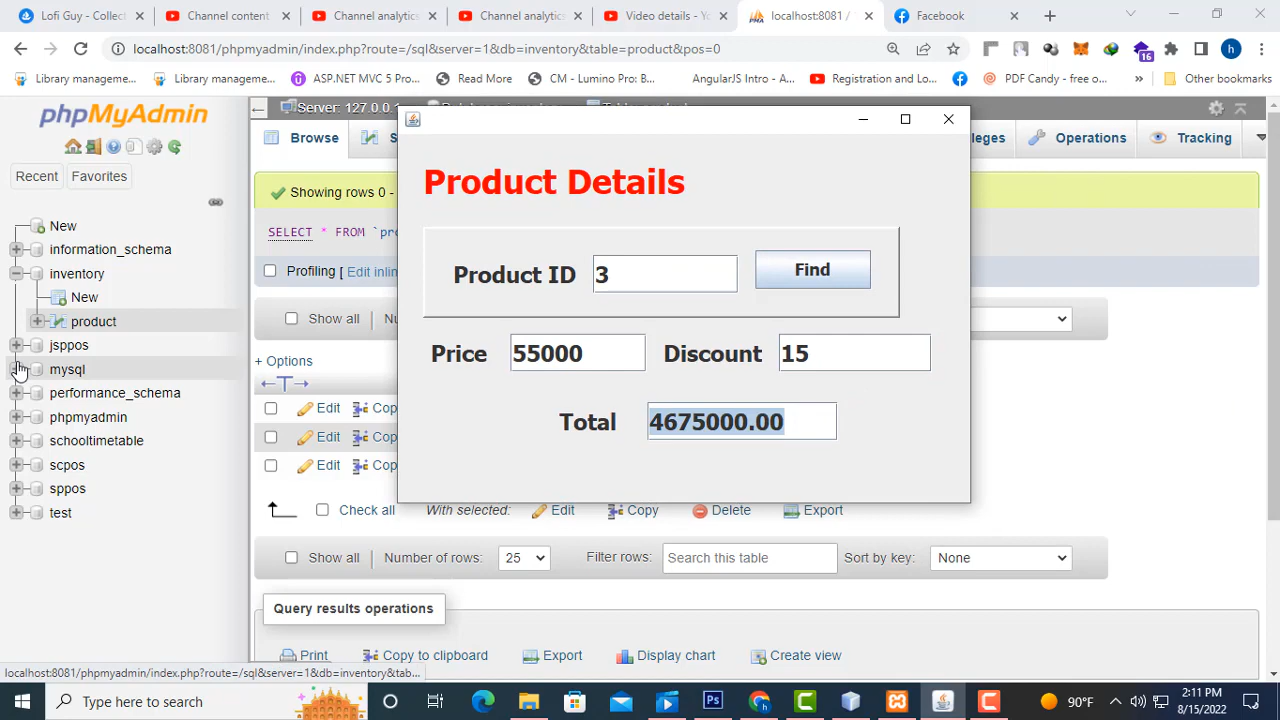 Lofi Guy - Collec
Channel content
Channel analytic
Channel analytic
Video details - Yo
localhost:8081 /
Facebook
localhost:8081/phpmyadmin/index.php?route=/sql&server=1&db=inventory&table=product&pos=0
16
h
Library manageme...
Library manageme...
ASP.NET MVC 5 Pro...
Read More
CM - Lumino Pro: B...
AngularJS Intro - A...
Registration and Lo...
PDF Candy - free o...
»
Other bookmarks
phpMyAdmin
Recent
Favorites
New
information_schema
inventory
New
product
jsppos
mysql
performance_schema
phpmyadmin
schooltimetable
scpos
sppos
test
Server: 127.0.0.1
Browse
S
leges
Operations
Tracking
Showing rows 0 -
SELECT * FROM `pro
Profiling [ Edit inlin
Show all
Nu
+ Options
Edit
Cop
Edit
Cop
Edit
Cop
Check all
With selected:
Edit
Copy
Delete
Export
Show all
Number of rows:
25
Filter rows:
Search this table
Sort by key:
None
Query results operations
Print
Copy to clipboard
Export
Display chart
Create view
Product Details
Product ID
3
Find
Price
55000
Discount
15
Total
4675000.00
localhost:8081/phpmyadmin/index.php?route=/sql&server=1&db=inventory&tab...
Type here to search
Ps
90°F
2:11 PM
8/15/2022